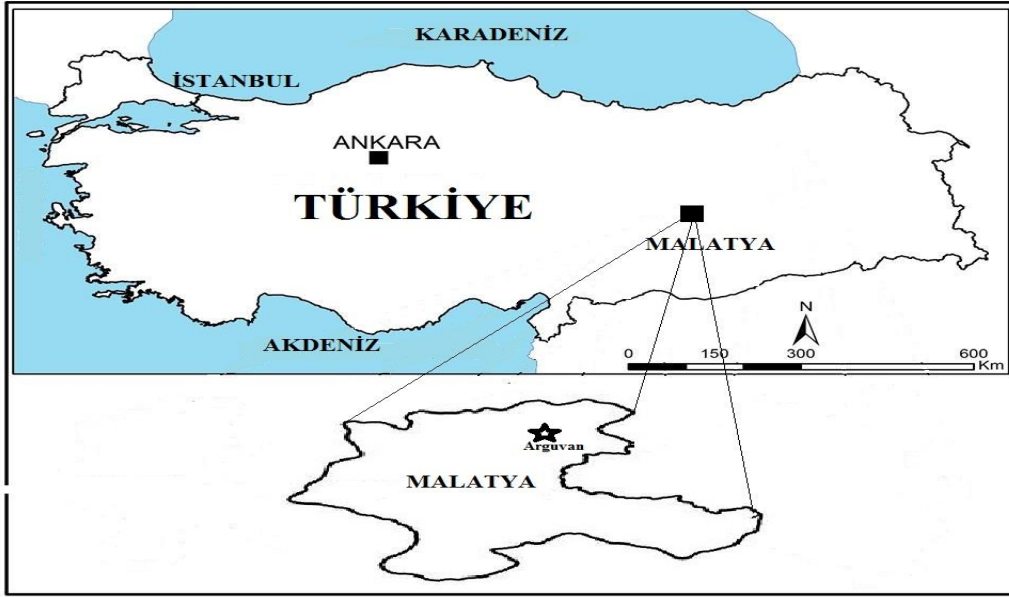 KARADENİZ
İSTANBUL
ANKARA
TÜRKİYE
MALATYA
N
AKDENİZ
0 150 300 600
Km
Arguvan
MALATYA